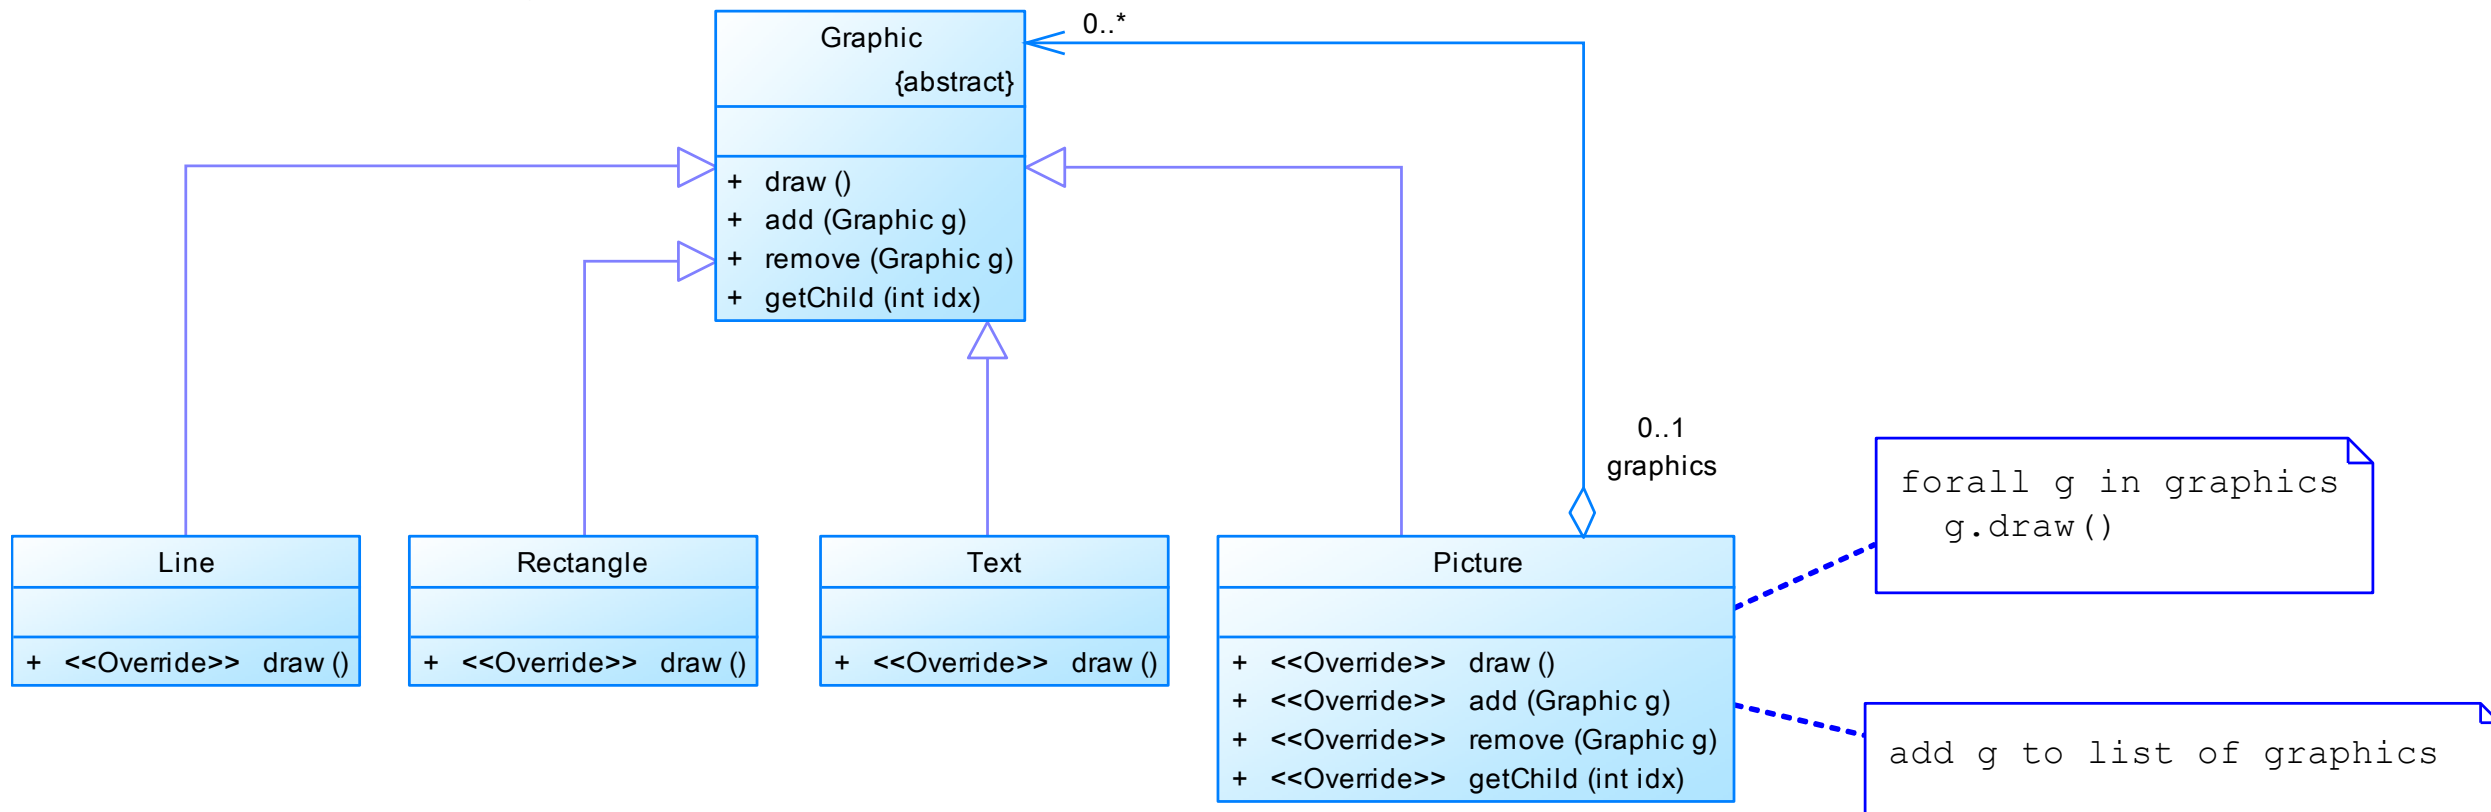 Graphic
{abstract}
+ draw ()
+ add (Graphic g)
+ remove (Graphic g)
+ getChild (int idx)
0..*
0..1
graphics
forall g in graphics
g.draw()
Line
+ <<Override>> draw ()
Rectangle
+ <<Override>> draw ()
Text
+ <<Override>> draw ()
Picture
+ <<Override>> draw ()
+ <<Override>> add (Graphic g)
+ <<Override>> remove (Graphic g)
+ <<Override>> getChild (int idx)
add g to list of graphics